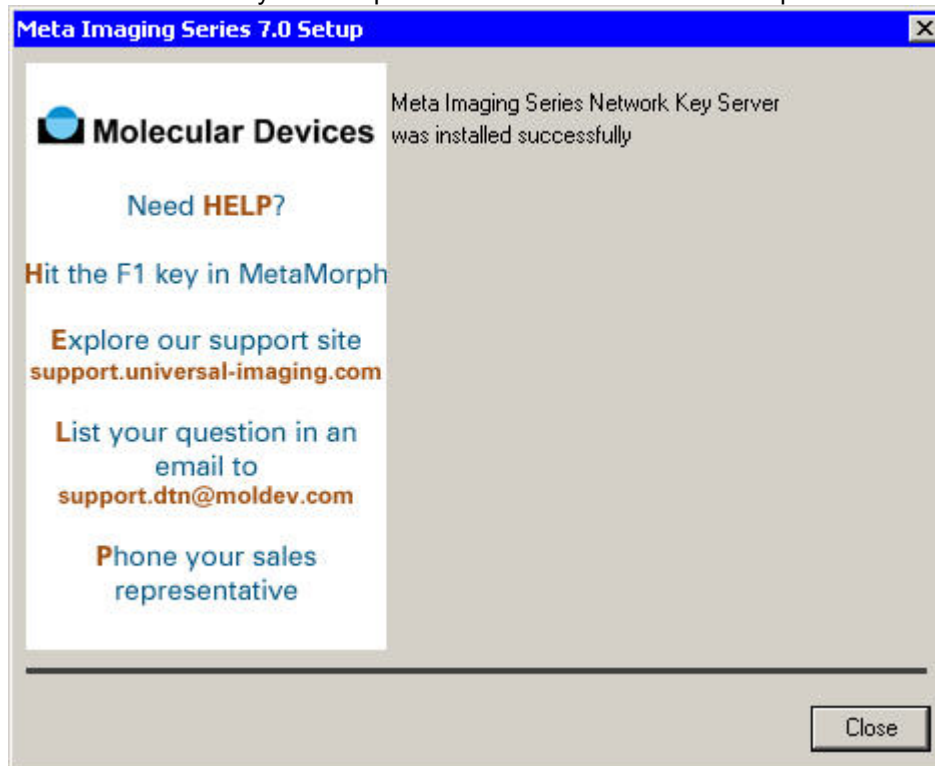 Meta Imaging Series 7.0 Setup
Molecular Devices
Need HELP?
Hit the F1 key in MetaMorph
Explore our support site
support.universal-imaging.com
List your question in an
email to
support.dtn@moldev.com
Phone your sales
representative
Meta Imaging Series Network Key Server
was installed successfully
Close